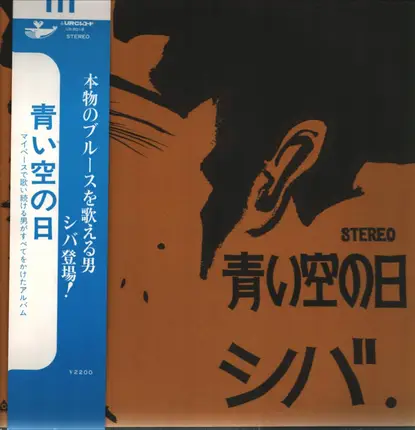 URCレコード
STEREO
本物のブルースを歌える男
シバ登場!
青い空の日
マイペースで歌い続ける男がすべてをかけたアルバム
¥2200
STEREO
青い空の日
シバ.